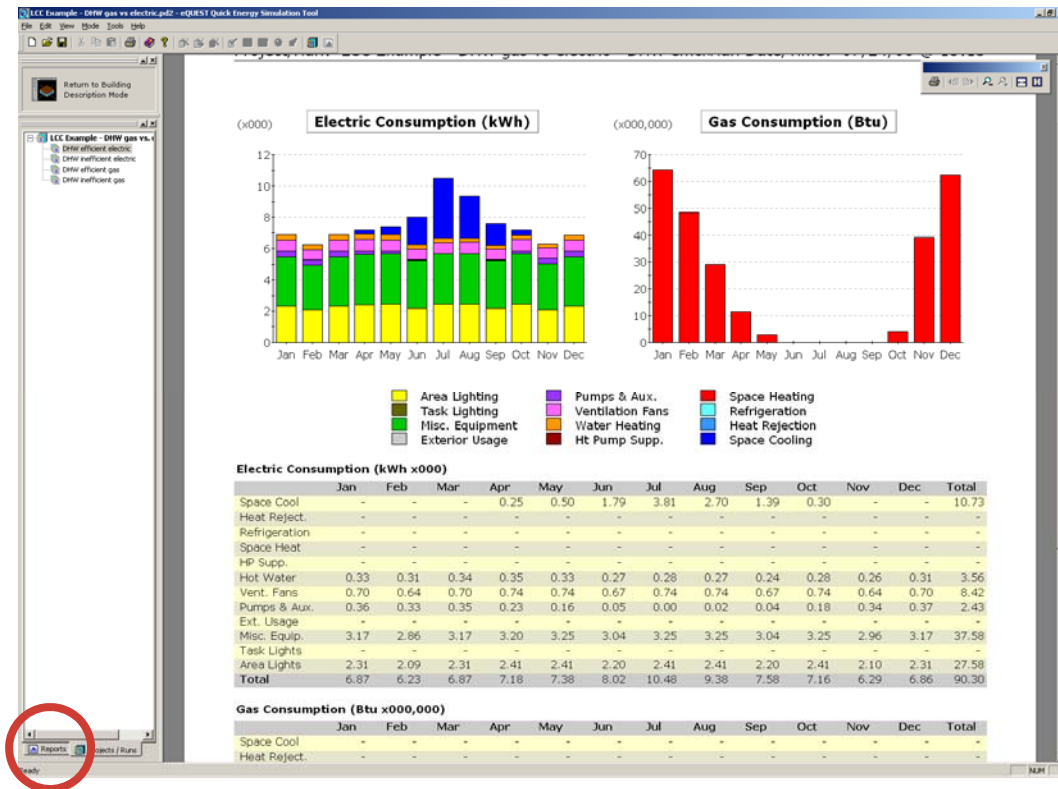 LCC Example - DHW gas vs electric.pd2 - eQUEST Quick Energy Simulation Tool
File Edit View Mode Tools Help
Return to Building
Description Mode
LCC Example - DHW gas vs.
DHW efficient electric
DHW inefficient electric
DHW efficient gas
DHW inefficient gas
(x000) Electric Consumption (kWh) (x000,000) Gas Consumption (Btu)
12
10
8
6
4
2
0
Jan Feb Mar Apr May Jun Jul Aug Sep Oct Nov Dec
70
60
50
40
30
20
10
0
Jan Feb Mar Apr May Jun Jul Aug Sep Oct Nov Dec
Area Lighting Pumps & Aux. Space Heating
Task Lighting Ventilation Fans Refrigeration
Misc. Equipment Water Heating Heat Rejection
Exterior Usage Ht Pump Supp. Space Cooling
Electric Consumption (kWh x000)
Jan Feb Mar Apr May Jun Jul Aug Sep Oct Nov Dec Total
Space Cool - - - 0.25 0.50 1.79 3.81 2.70 1.39 0.30 - - 10.73
Heat Reject. - - - - - - - - - - - - -
Refrigeration - - - - - - - - - - - - -
Space Heat - - - - - - - - - - - - -
HP Supp. - - - - - - - - - - - - -
Hot Water 0.33 0.31 0.34 0.35 0.33 0.27 0.28 0.27 0.24 0.28 0.26 0.31 3.56
Vent. Fans 0.70 0.64 0.70 0.74 0.74 0.67 0.74 0.74 0.67 0.74 0.64 0.70 8.42
Pumps & Aux. 0.36 0.33 0.35 0.23 0.16 0.05 0.00 0.02 0.04 0.18 0.34 0.37 2.43
Ext. Usage - - - - - - - - - - - - -
Misc. Equip. 3.17 2.86 3.17 3.20 3.25 3.04 3.25 3.25 3.04 3.25 2.96 3.17 37.58
Task Lights - - - - - - - - - - - - -
Area Lights 2.31 2.09 2.31 2.41 2.41 2.20 2.41 2.41 2.20 2.41 2.10 2.31 27.58
Total 6.87 6.23 6.87 7.18 7.38 8.02 10.48 9.38 7.58 7.16 6.29 6.86 90.30
Gas Consumption (Btu x000,000)
Jan Feb Mar Apr May Jun Jul Aug Sep Oct Nov Dec Total
Space Cool - - - - - - - - - - - - -
Heat Reject. - - - - - - - - - - - - -
Reports Projects / Runs
Ready NUM